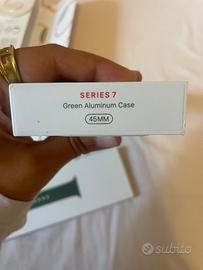 SERIES 7
Green Aluminum Case
45MM
subito